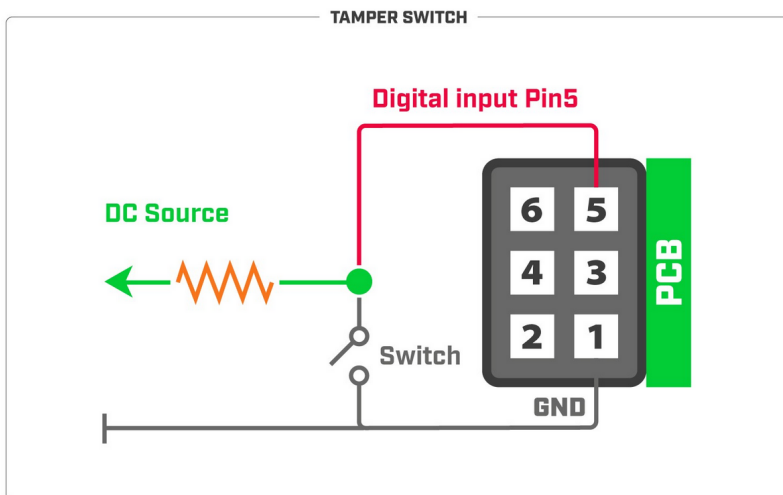 TAMPER SWITCH
Digital input Pin5
DC Source
6 5
4 3
2 1
PCB
Switch
GND